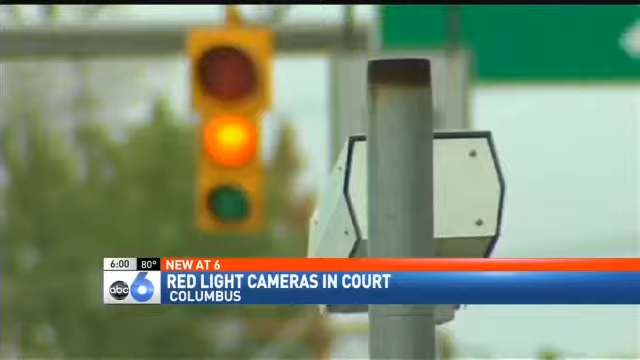 6:00 80°
NEW AT 6
abc 6
RED LIGHT CAMERAS IN COURT
COLUMBUS